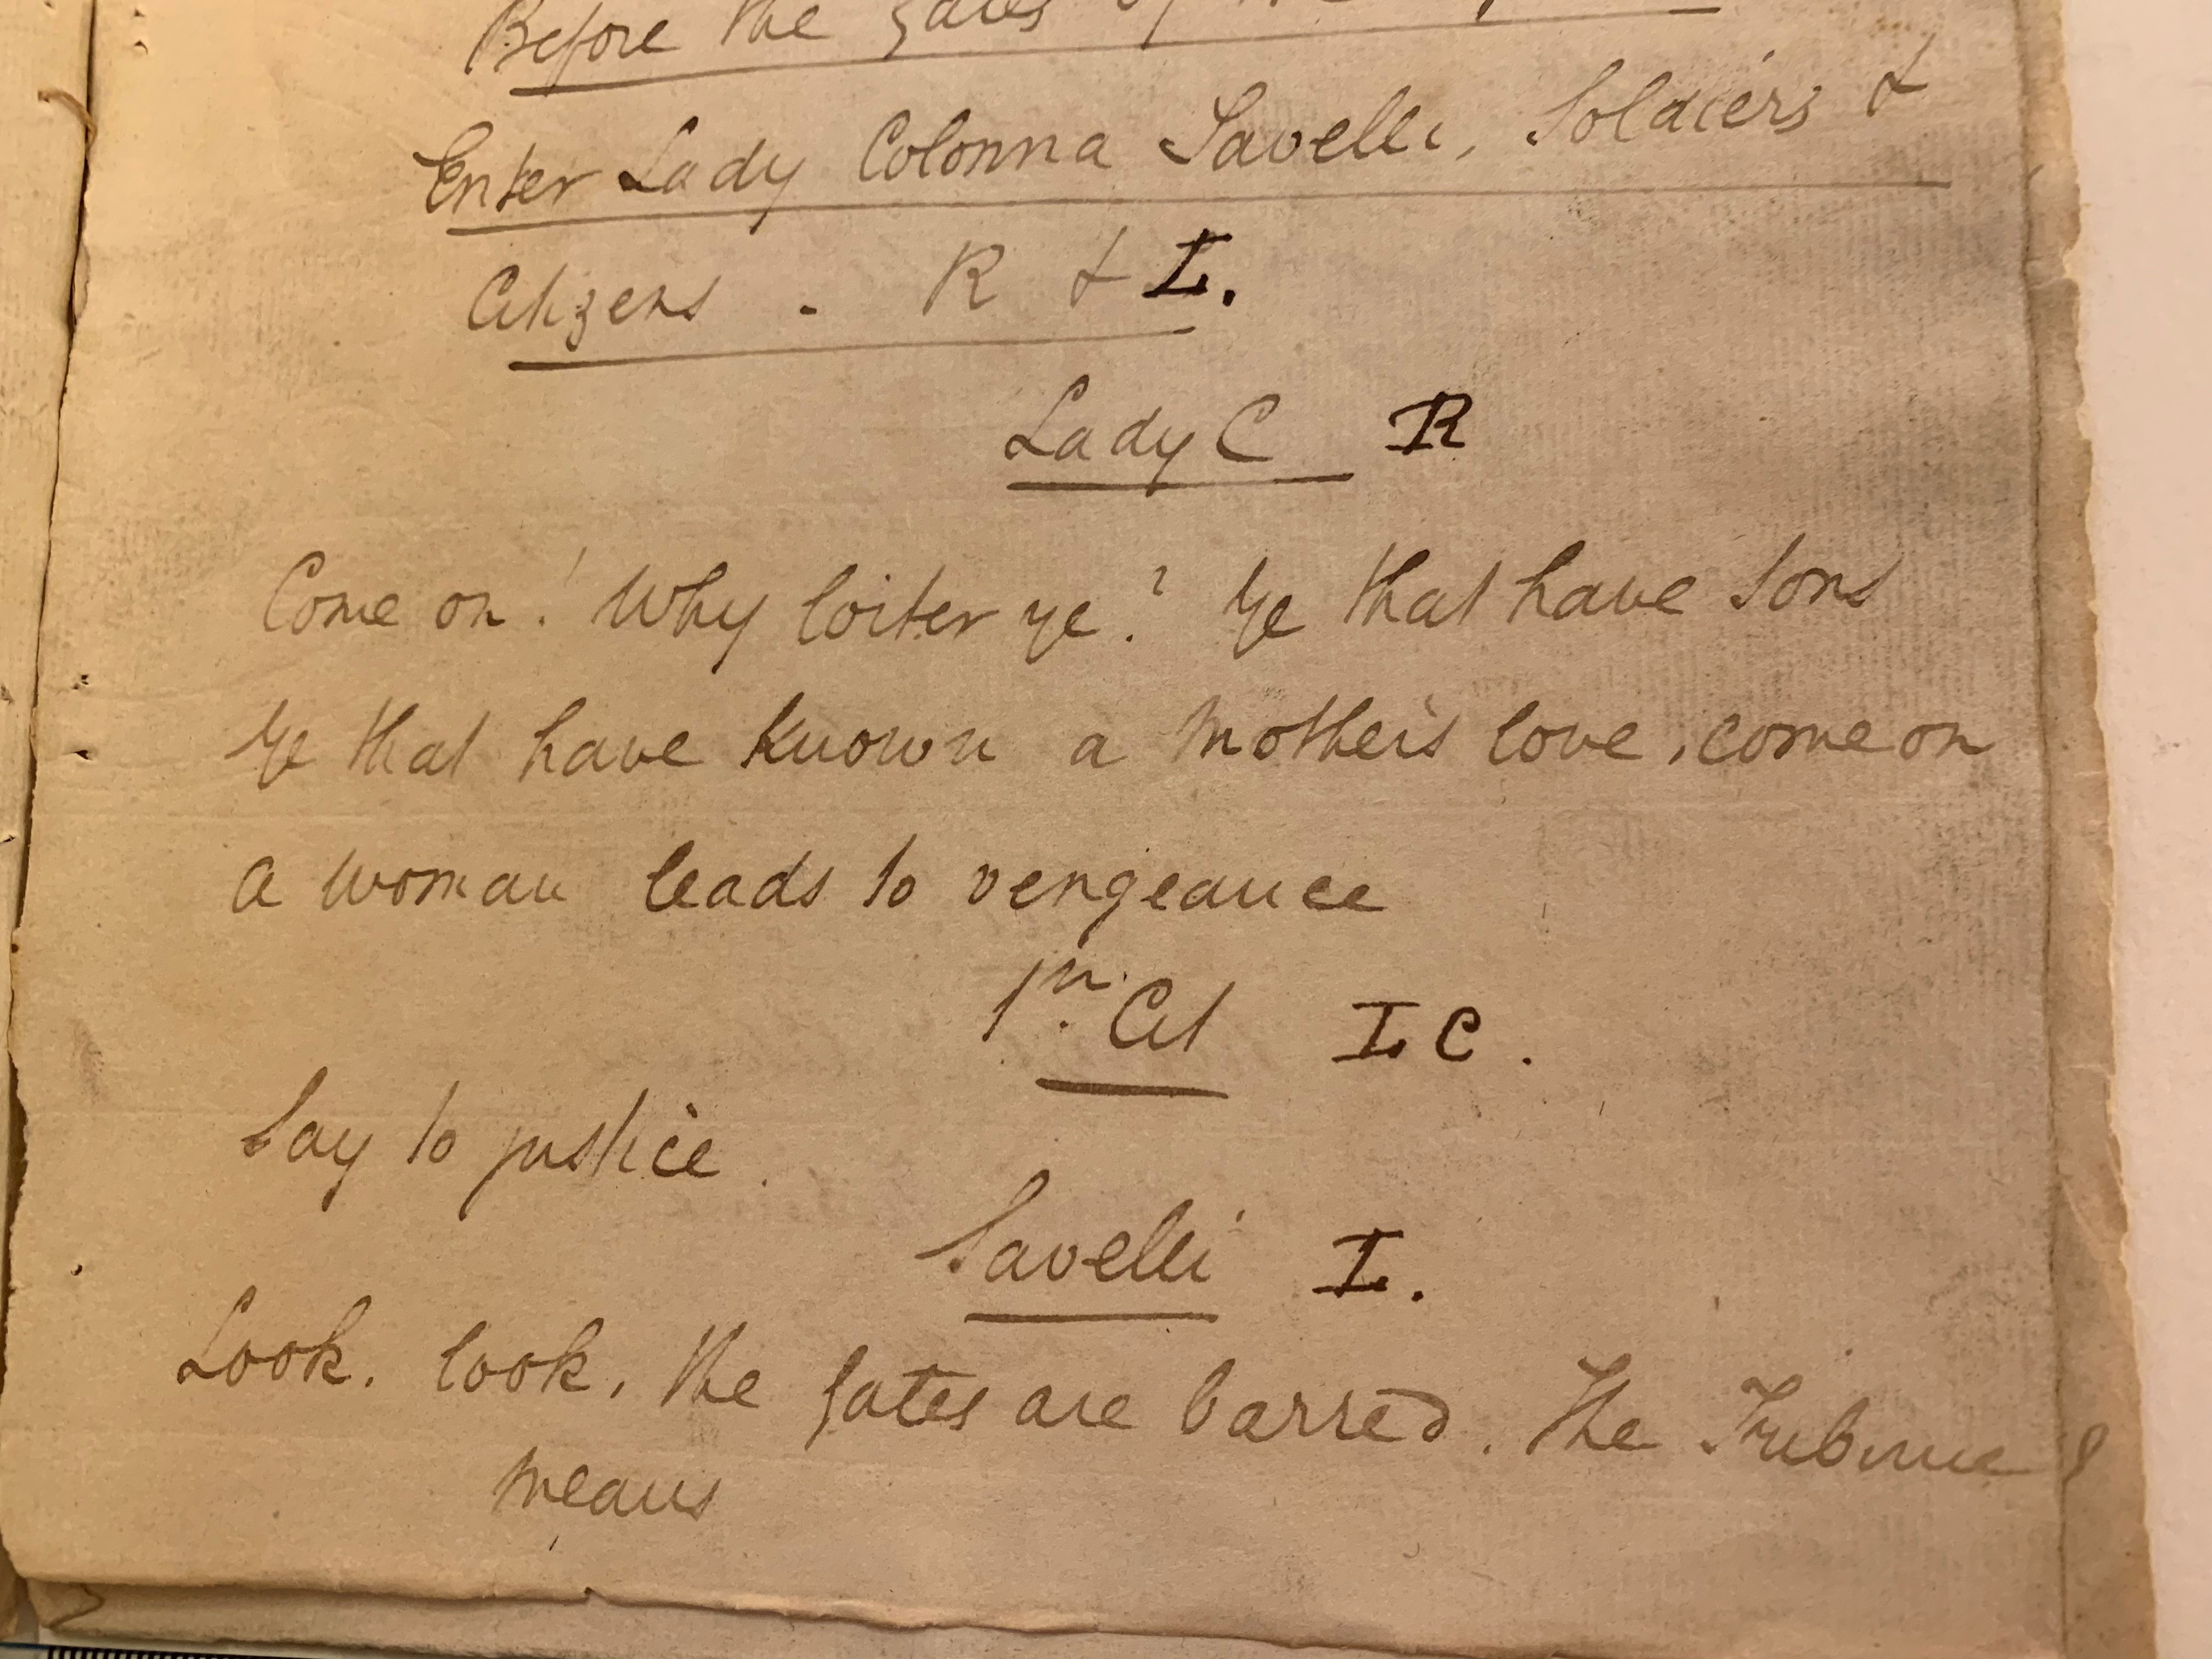 Before the gates of the
Enter Lady Colonna Savelli, Soldiers &
Citizens - R & L.
Lady C R
Come on! Why loiter ye? Ye that have sons
Ye that have known a mother's love, come on
a woman leads to vengeance
1st Cit L C.
Say to justice.
Savelli L.
Look. look, the gates are barred. The Tribune
means